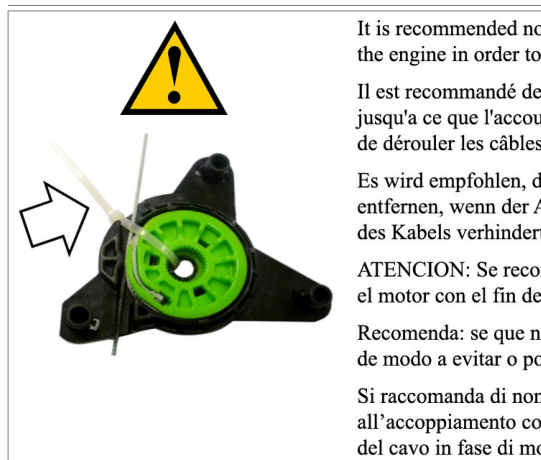 It is recommended no
the engine in order to
Il est recommandé de
jusqu'a ce que l'accou
de dérouler les câbles
Es wird empfohlen, d
entfernen, wenn der A
des Kabels verhindert
ATENCION: Se reco
el motor con el fin de
Recomenda: se que n
de modo a evitar o po
Si raccomanda di non
all’accoppiamento co
del cavo in fase di mo